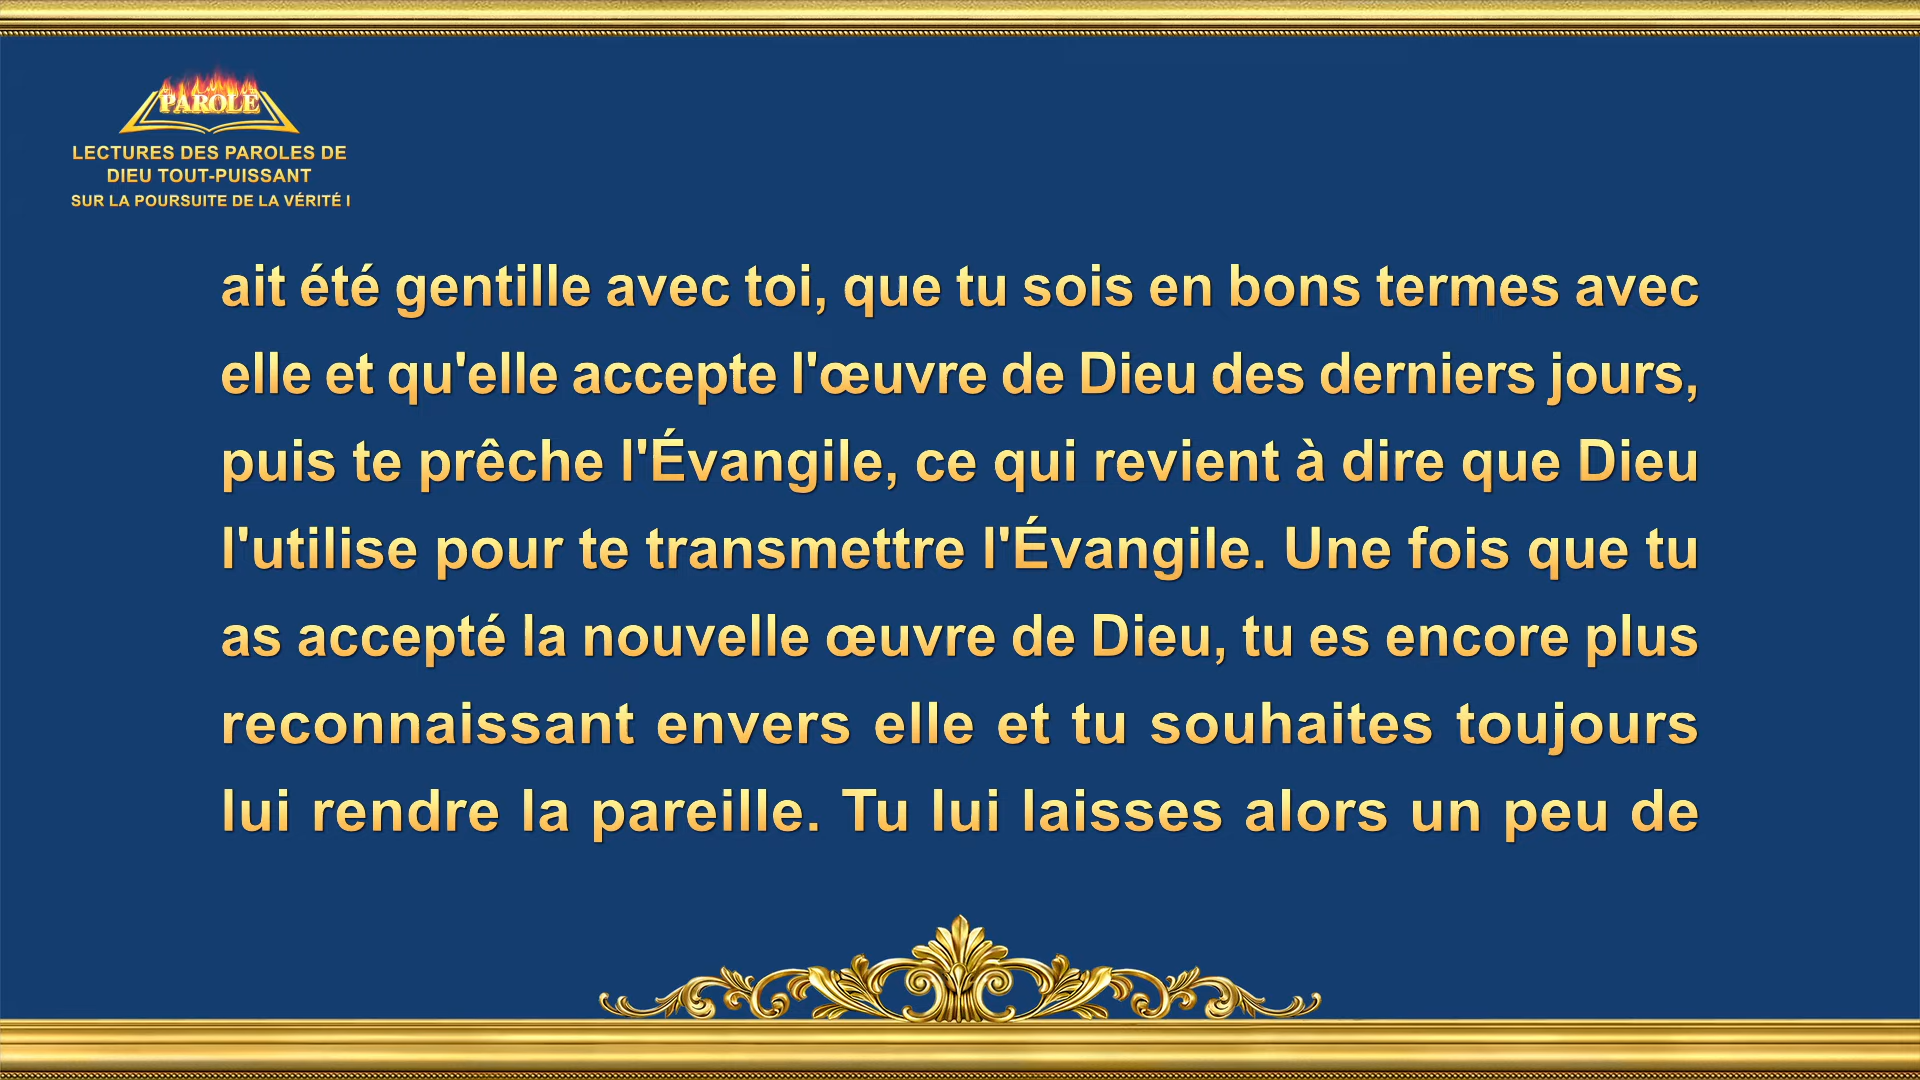 PAROLE
LECTURES DES PAROLES DE
DIEU TOUT-PUISSANT
SUR LA POURSUITE DE LA VÉRITÉ I
ait été gentille avec toi, que tu sois en bons termes avec
elle et qu'elle accepte l'œuvre de Dieu des derniers jours,
puis te prêche l'Évangile, ce qui revient à dire que Dieu
l'utilise pour te transmettre l'Évangile. Une fois que tu
as accepté la nouvelle œuvre de Dieu, tu es encore plus
reconnaissant envers elle et tu souhaites toujours
lui rendre la pareille. Tu lui laisses alors un peu de